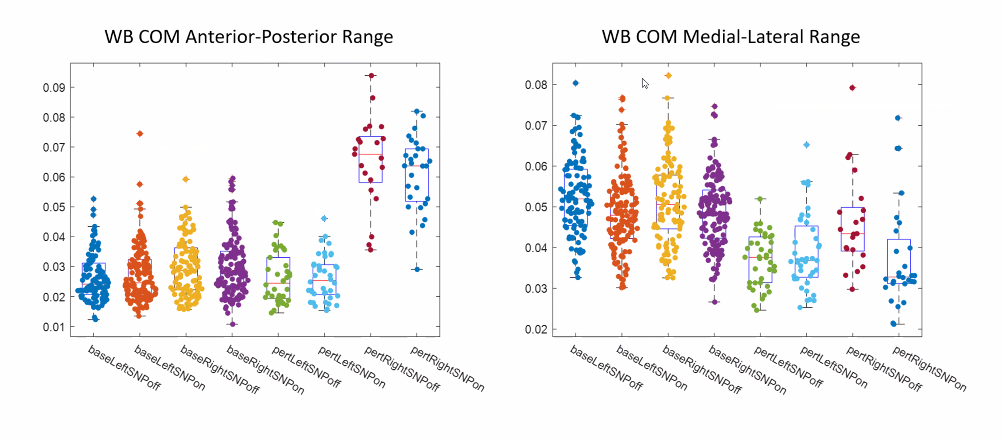 WB COM Anterior-Posterior Range
0.09
0.08
0.07
0.06
0.05
0.04
0.03
0.02
0.01
baseLeftSNPoff
baseLeftSNPon
baseRightSNPoff
baseRightSNPon
pertLeftSNPoff
pertLeftSNPon
pertRightSNPoff
pertRightSNPon
WB COM Medial-Lateral Range
0.08
0.07
0.06
0.05
0.04
0.03
0.02
baseLeftSNPoff
baseLeftSNPon
baseRightSNPoff
baseRightSNPon
pertLeftSNPoff
pertLeftSNPon
pertRightSNPoff
pertRightSNPon